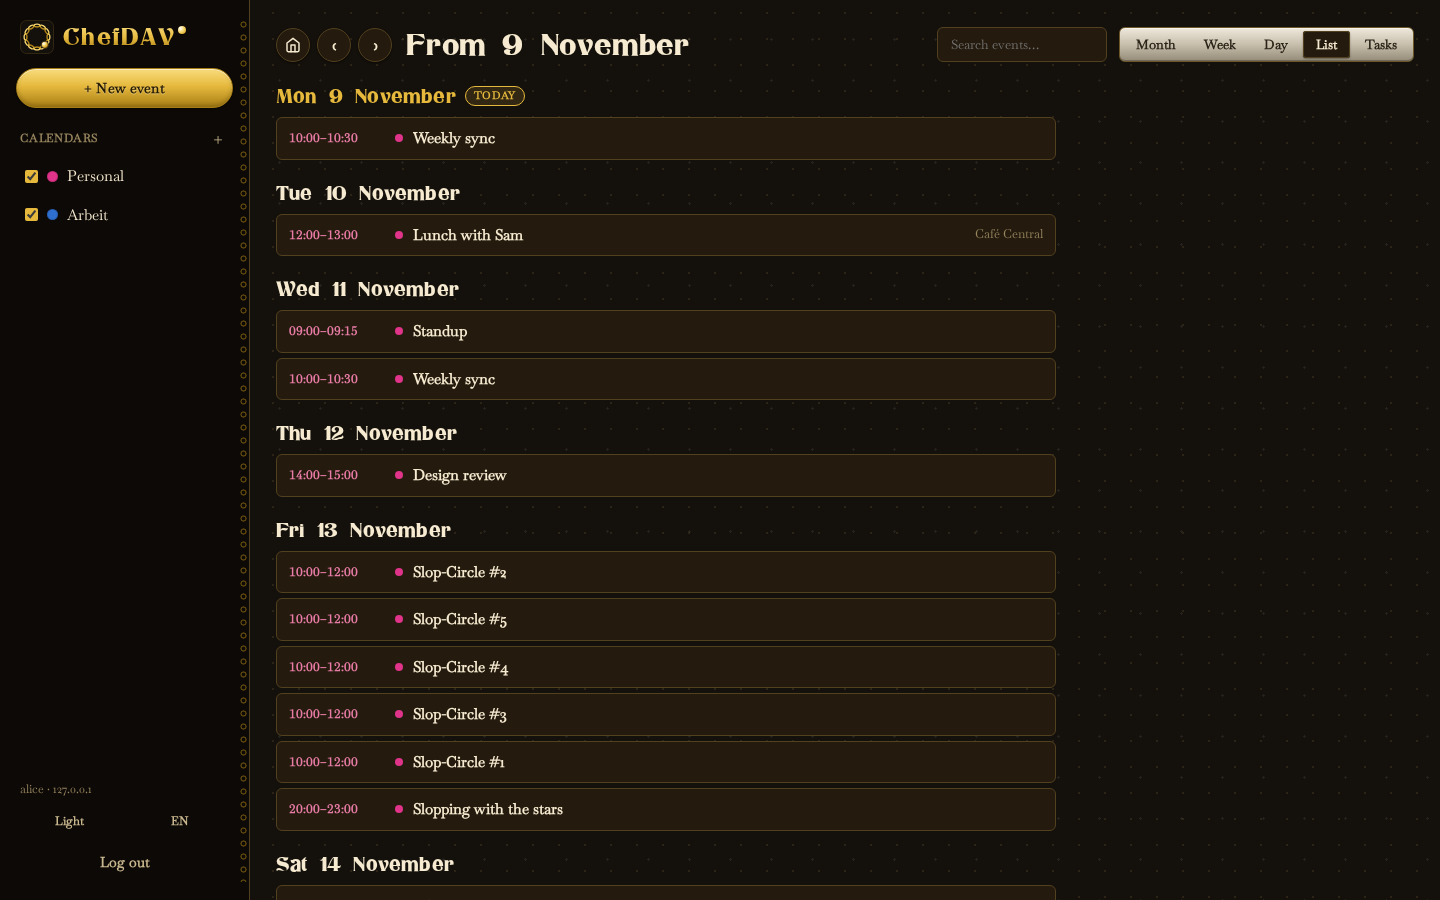 ChefDAV
+ New event
CALENDARS +
Personal
Arbeit
alice · 127.0.0.1
Light EN
Log out
‹ › From 9 November
Search events...
Month Week Day List Tasks
Mon 9 November TODAY
10:00–10:30 Weekly sync
Tue 10 November
12:00–13:00 Lunch with Sam Café Central
Wed 11 November
09:00–09:15 Standup
10:00–10:30 Weekly sync
Thu 12 November
14:00–15:00 Design review
Fri 13 November
10:00–12:00 Slop-Circle #2
10:00–12:00 Slop-Circle #5
10:00–12:00 Slop-Circle #4
10:00–12:00 Slop-Circle #3
10:00–12:00 Slop-Circle #1
20:00–23:00 Slopping with the stars
Sat 14 November